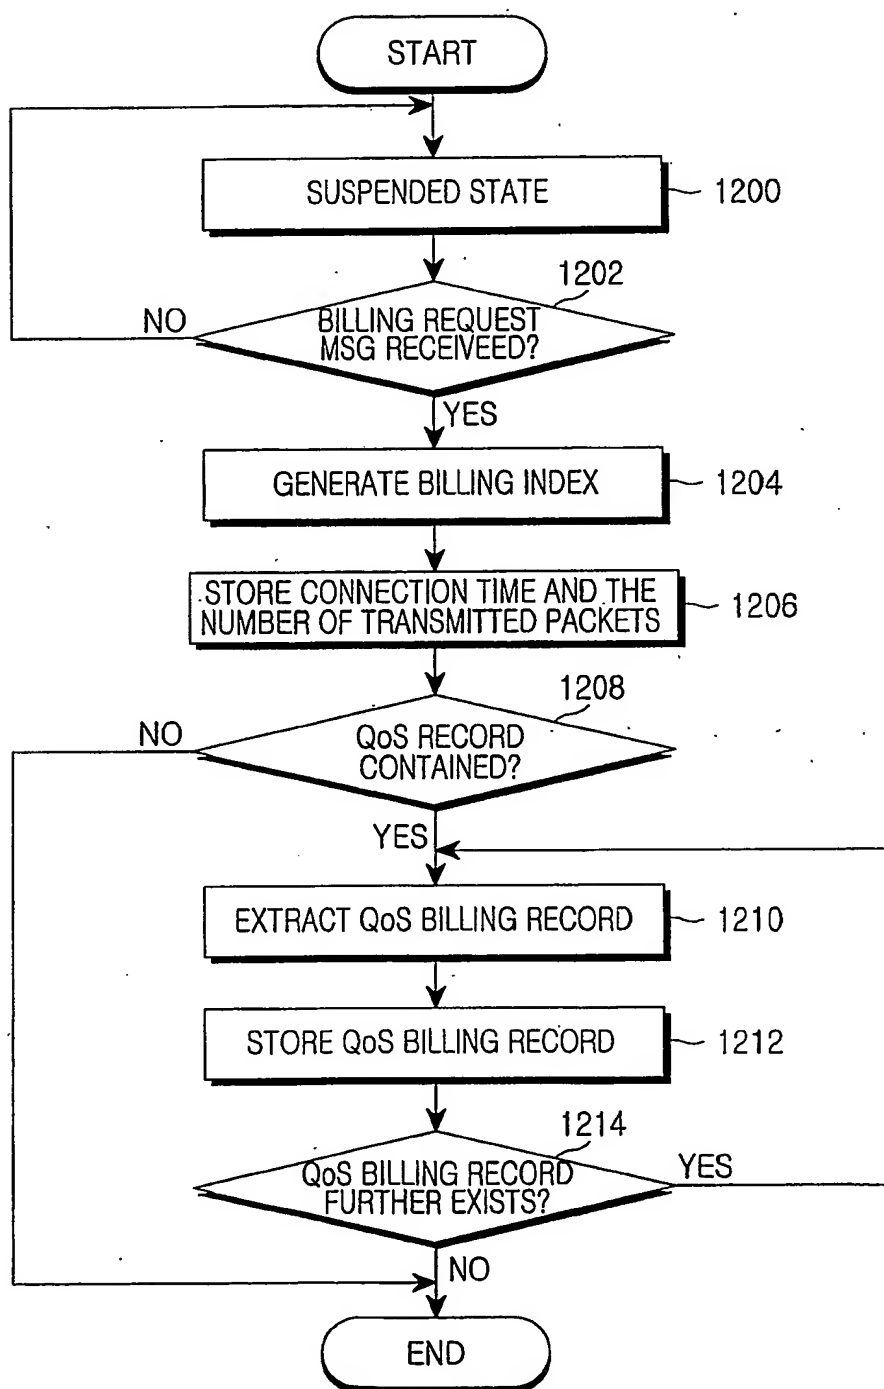 START
SUSPENDED STATE
1200
1202
BILLING REQUEST
MSG RECEIVEED?
NO
YES
GENERATE BILLING INDEX
1204
STORE CONNECTION TIME AND THE
NUMBER OF TRANSMITTED PACKETS
1206
1208
NO
QoS RECORD
CONTAINED?
YES
EXTRACT QoS BILLING RECORD
1210
STORE QoS BILLING RECORD
1212
1214
QoS BILLING RECORD
FURTHER EXISTS?
YES
NO
END